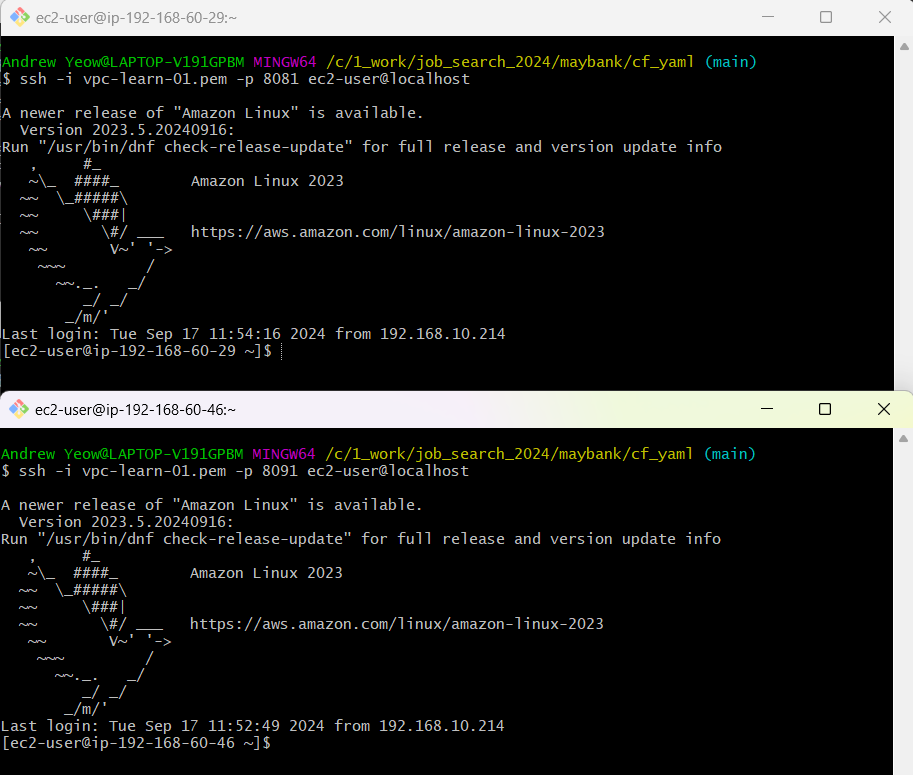 ec2-user@ip-192-168-60-29:~
Andrew Yeow@LAPTOP-V191GPBM MINGW64 /c/1_work/job_search_2024/maybank/cf_yaml (main)
$ ssh -i vpc-learn-01.pem -p 8081 ec2-user@localhost
A newer release of "Amazon Linux" is available.
  Version 2023.5.20240916:
Run "/usr/bin/dnf check-release-update" for full release and version update info
   ,     #_
   ~\_  ####_        Amazon Linux 2023
  ~~  \_#####\
  ~~     \###|
  ~~       \#/ ___   https://aws.amazon.com/linux/amazon-linux-2023
   ~~       V~' '->
    ~~~         /
      ~~._.   _/
         _/ _/
       _/m/'
Last login: Tue Sep 17 11:54:16 2024 from 192.168.10.214
[ec2-user@ip-192-168-60-29 ~]$
ec2-user@ip-192-168-60-46:~
Andrew Yeow@LAPTOP-V191GPBM MINGW64 /c/1_work/job_search_2024/maybank/cf_yaml (main)
$ ssh -i vpc-learn-01.pem -p 8091 ec2-user@localhost
A newer release of "Amazon Linux" is available.
  Version 2023.5.20240916:
Run "/usr/bin/dnf check-release-update" for full release and version update info
   ,     #_
   ~\_  ####_        Amazon Linux 2023
  ~~  \_#####\
  ~~     \###|
  ~~       \#/ ___   https://aws.amazon.com/linux/amazon-linux-2023
   ~~       V~' '->
    ~~~         /
      ~~._.   _/
         _/ _/
       _/m/'
Last login: Tue Sep 17 11:52:49 2024 from 192.168.10.214
[ec2-user@ip-192-168-60-46 ~]$